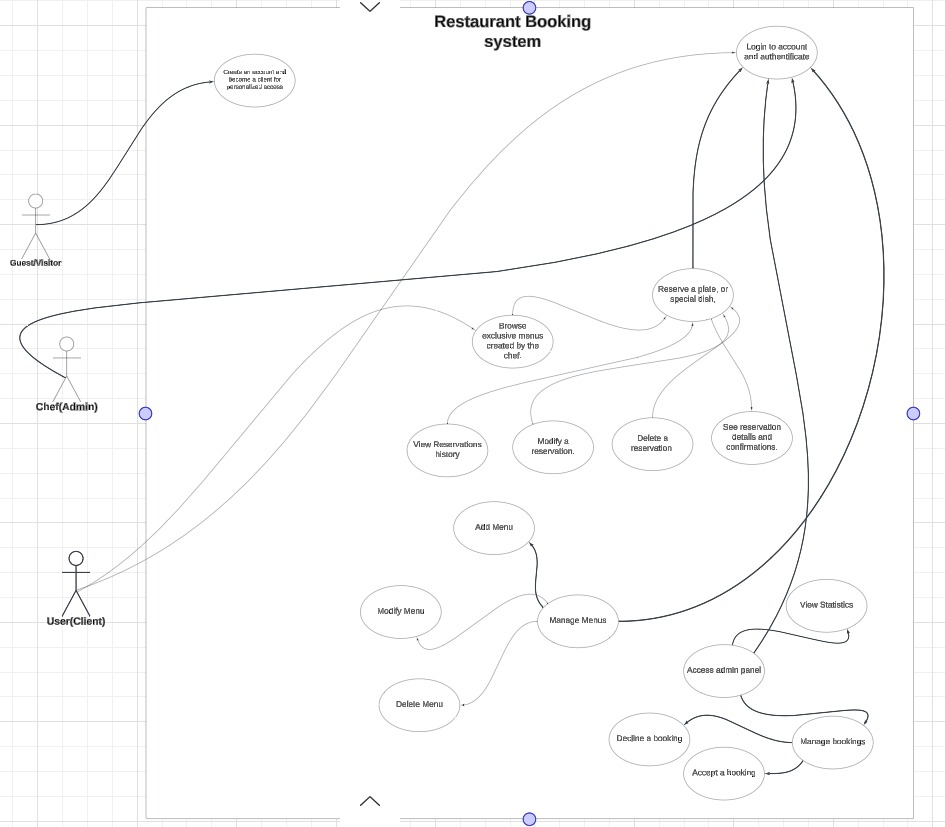 Restaurant Booking
system
Login to account
and authentificate
Create an account and
become a client for
personalized access
Guest/Visitor
Reserve a plate, or
special dish,
Browse
exclusive menus
created by the
chef.
Chef(Admin)
View Reservations
history
Modify a
reservation.
Delete a
reservation
See reservation
details and
confirmations.
Add Menu
User(Client)
Modify Menu
Manage Menus
View Statistics
Access admin panel
Delete Menu
Decline a booking
Manage bookings
Accept a booking